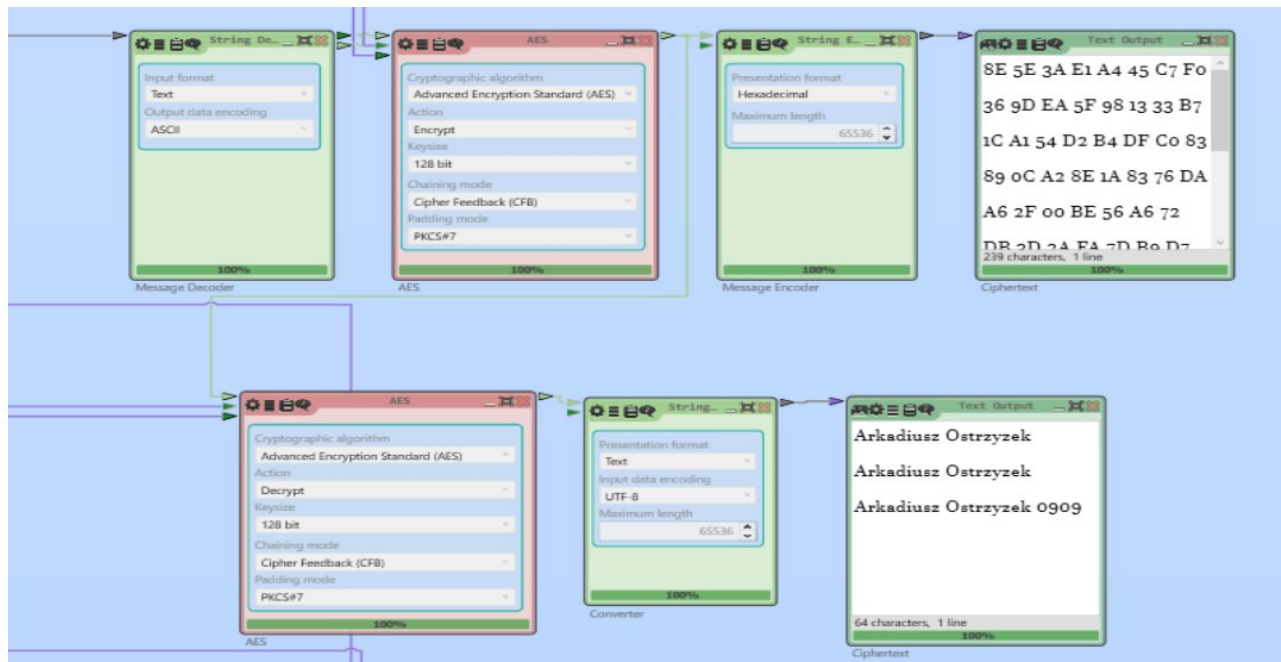 String De...
Input format
Text
Output data encoding
ASCII
100%
Message Decoder
AES
Cryptographic algorithm
Advanced Encryption Standard (AES)
Action
Encrypt
Keysize
128 bit
Chaining mode
Cipher Feedback (CFB)
Padding mode
PKCS#7
100%
AES
String E...
Presentation format
Hexadecimal
Maximum length
65536
100%
Message Encoder
Text Output
8E 5E 3A E1 A4 45 C7 F0
36 9D EA 5F 98 13 33 B7
1C A1 54 D2 B4 DF C0 83
89 0C A2 8E 1A 83 76 DA
A6 2F 00 BE 56 A6 72
DB 3D 2A FA 7D B9 D7
239 characters, 1 line
100%
Ciphertext
AES
Cryptographic algorithm
Advanced Encryption Standard (AES)
Action
Decrypt
Keysize
128 bit
Chaining mode
Cipher Feedback (CFB)
Padding mode
PKCS#7
100%
AES
String...
Presentation format
Text
Input data encoding
UTF-8
Maximum length
65536
100%
Converter
Text Output
Arkadiusz Ostrzyzek
Arkadiusz Ostrzyzek
Arkadiusz Ostrzyzek 0909
64 characters, 1 line
100%
Ciphertext